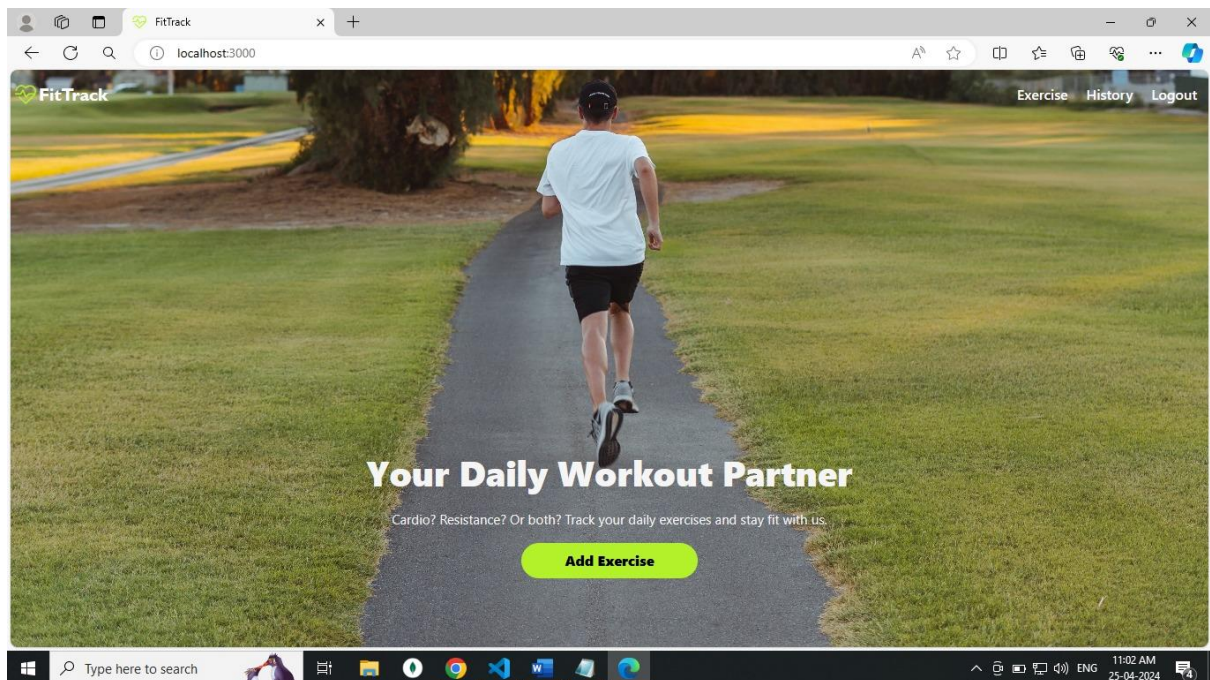 FitTrack
localhost:3000
FitTrack
Exercise History Logout
Your Daily Workout Partner
Cardio? Resistance? Or both? Track your daily exercises and stay fit with us.
Add Exercise
Type here to search
ENG
11:02 AM
25-04-2024
4